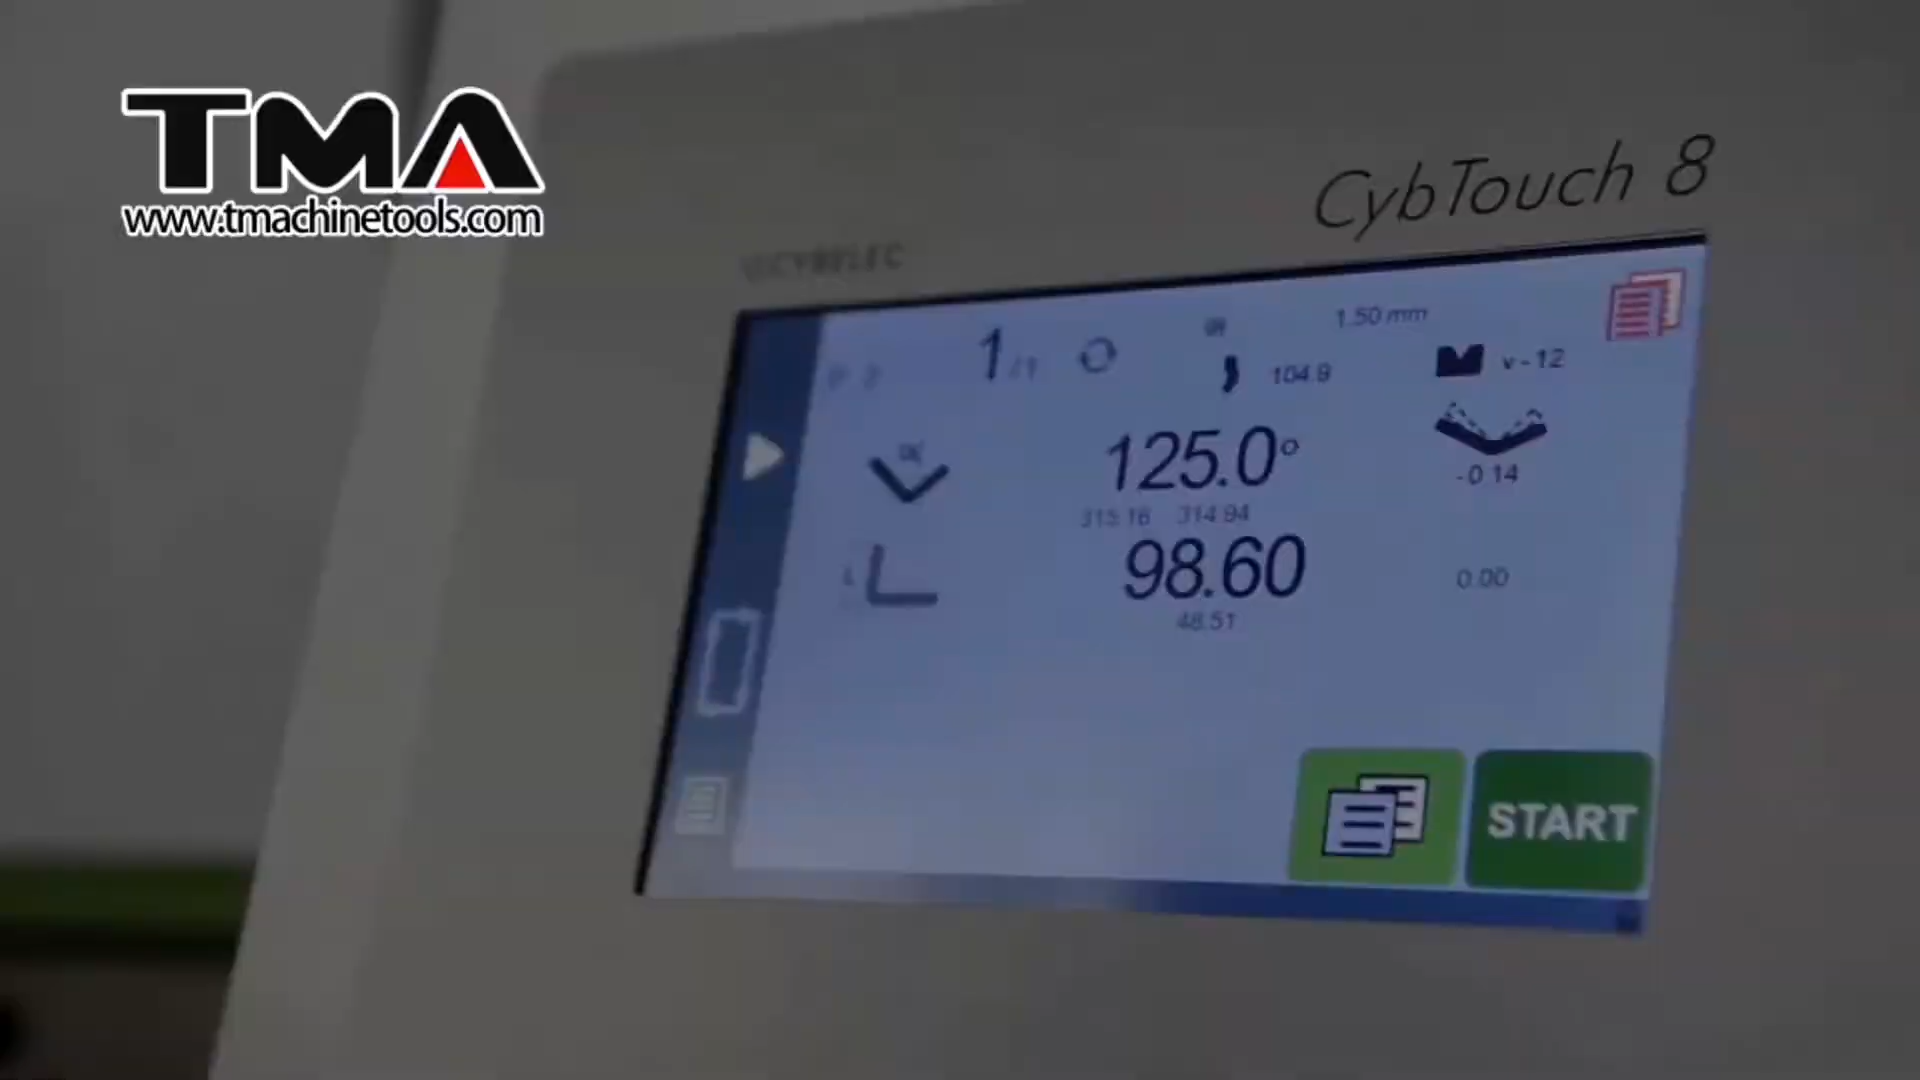 TMA
www.tmachinetools.com
CybTouch 8
CYBELEC
1/1
1.50 mm
104.9
v-12
125.0°
-0.14
315.16 314.94
98.60
0.00
48.51
START